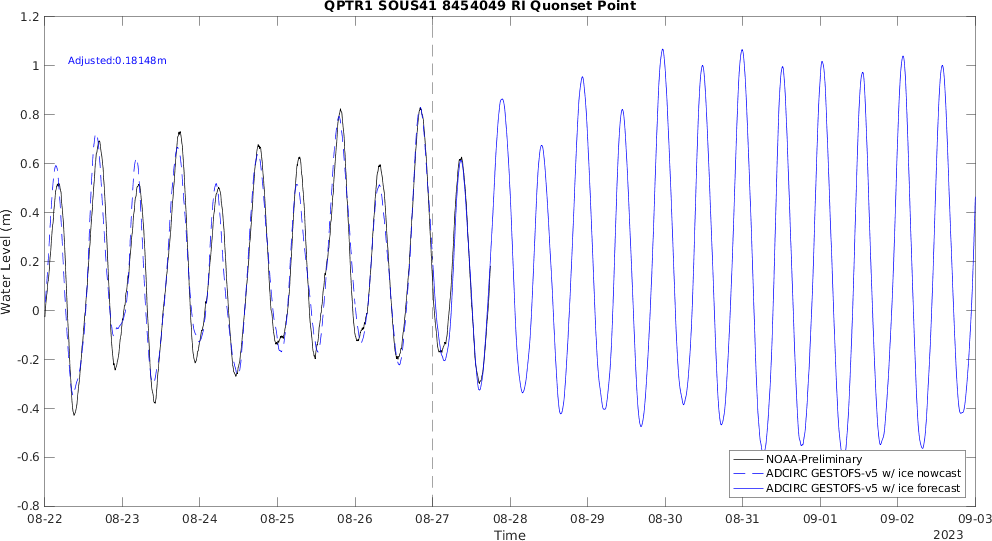 QPTR1 SOUS41 8454049 RI Quonset Point
Adjusted:0.18148m
Water Level (m)
1.2
1
0.8
0.6
0.4
0.2
0
-0.2
-0.4
-0.6
-0.8
NOAA-Preliminary
ADCIRC GESTOFS-v5 w/ ice nowcast
ADCIRC GESTOFS-v5 w/ ice forecast
08-22 08-23 08-24 08-25 08-26 08-27 08-28 08-29 08-30 08-31 09-01 09-02 09-03
Time
2023